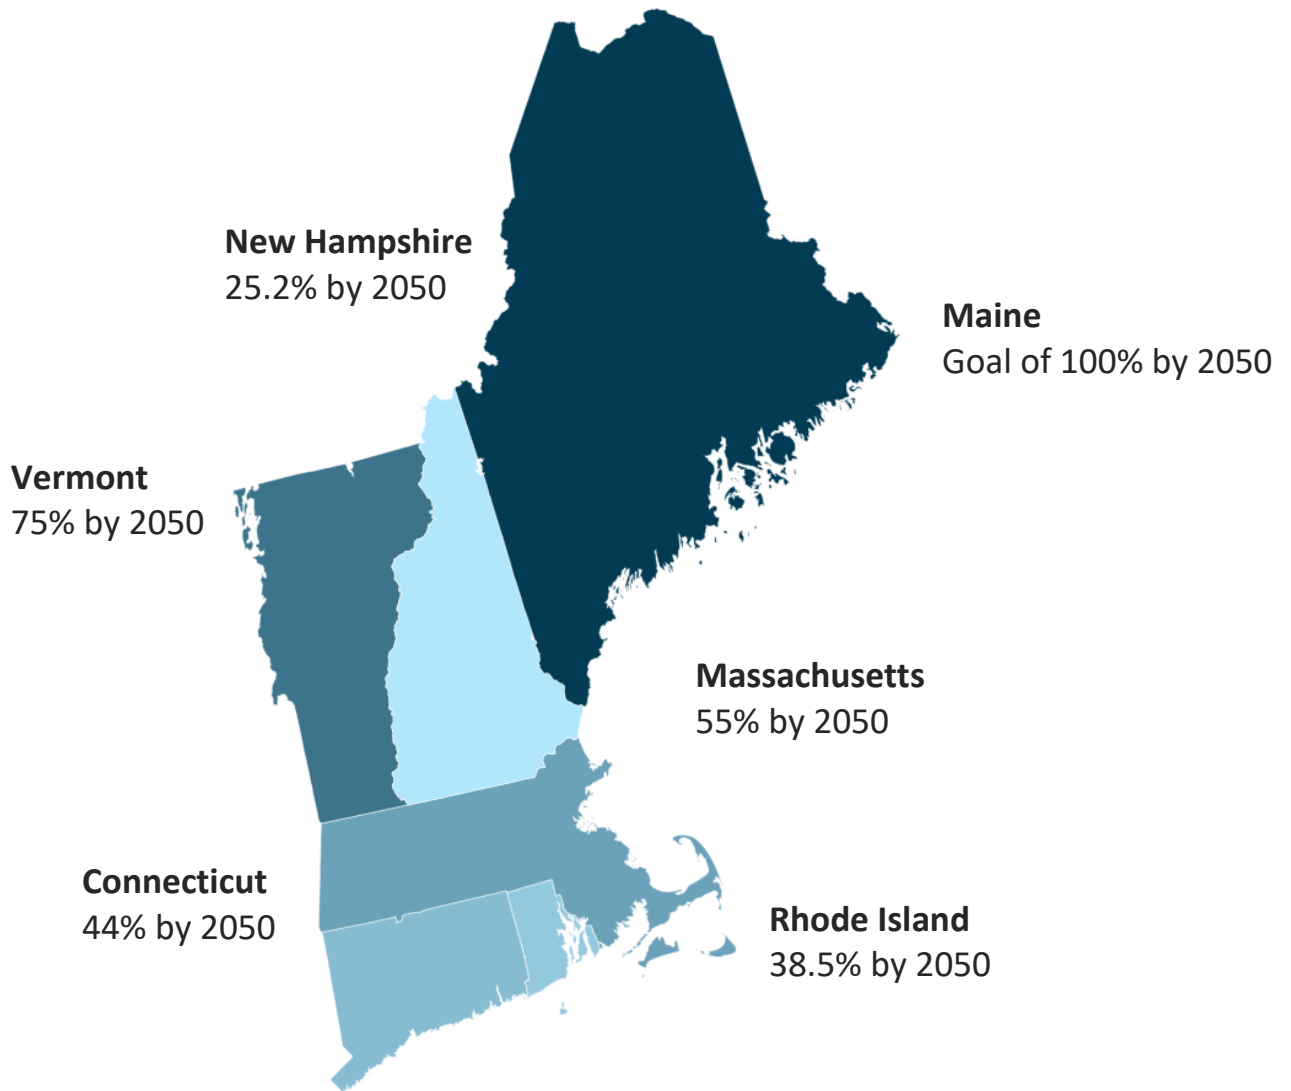 New Hampshire
25.2% by 2050
Maine
Goal of 100% by 2050
Vermont
75% by 2050
Massachusetts
55% by 2050
Connecticut
44% by 2050
Rhode Island
38.5% by 2050